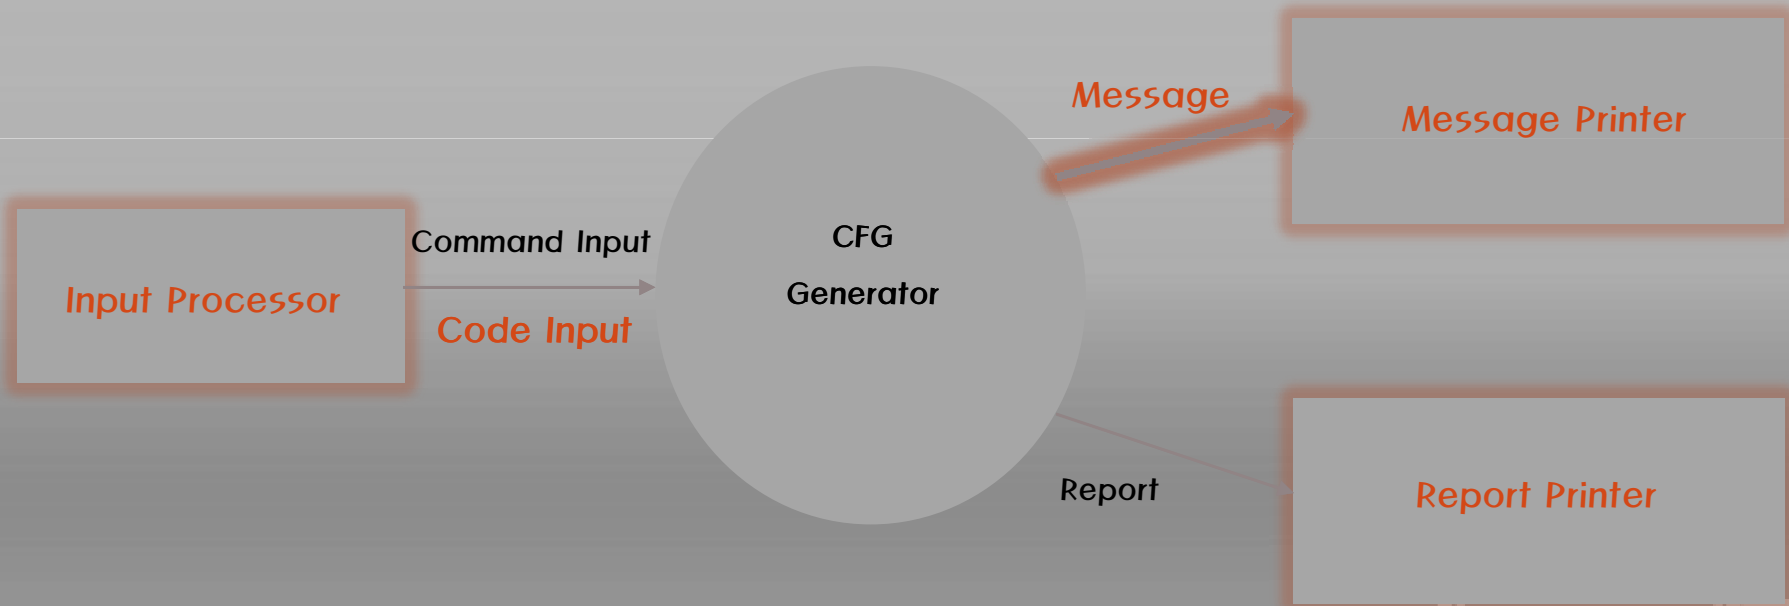 Message
Message Printer
Command Input
CFG
Generator
Input Processor
Code Input
Report
Report Printer